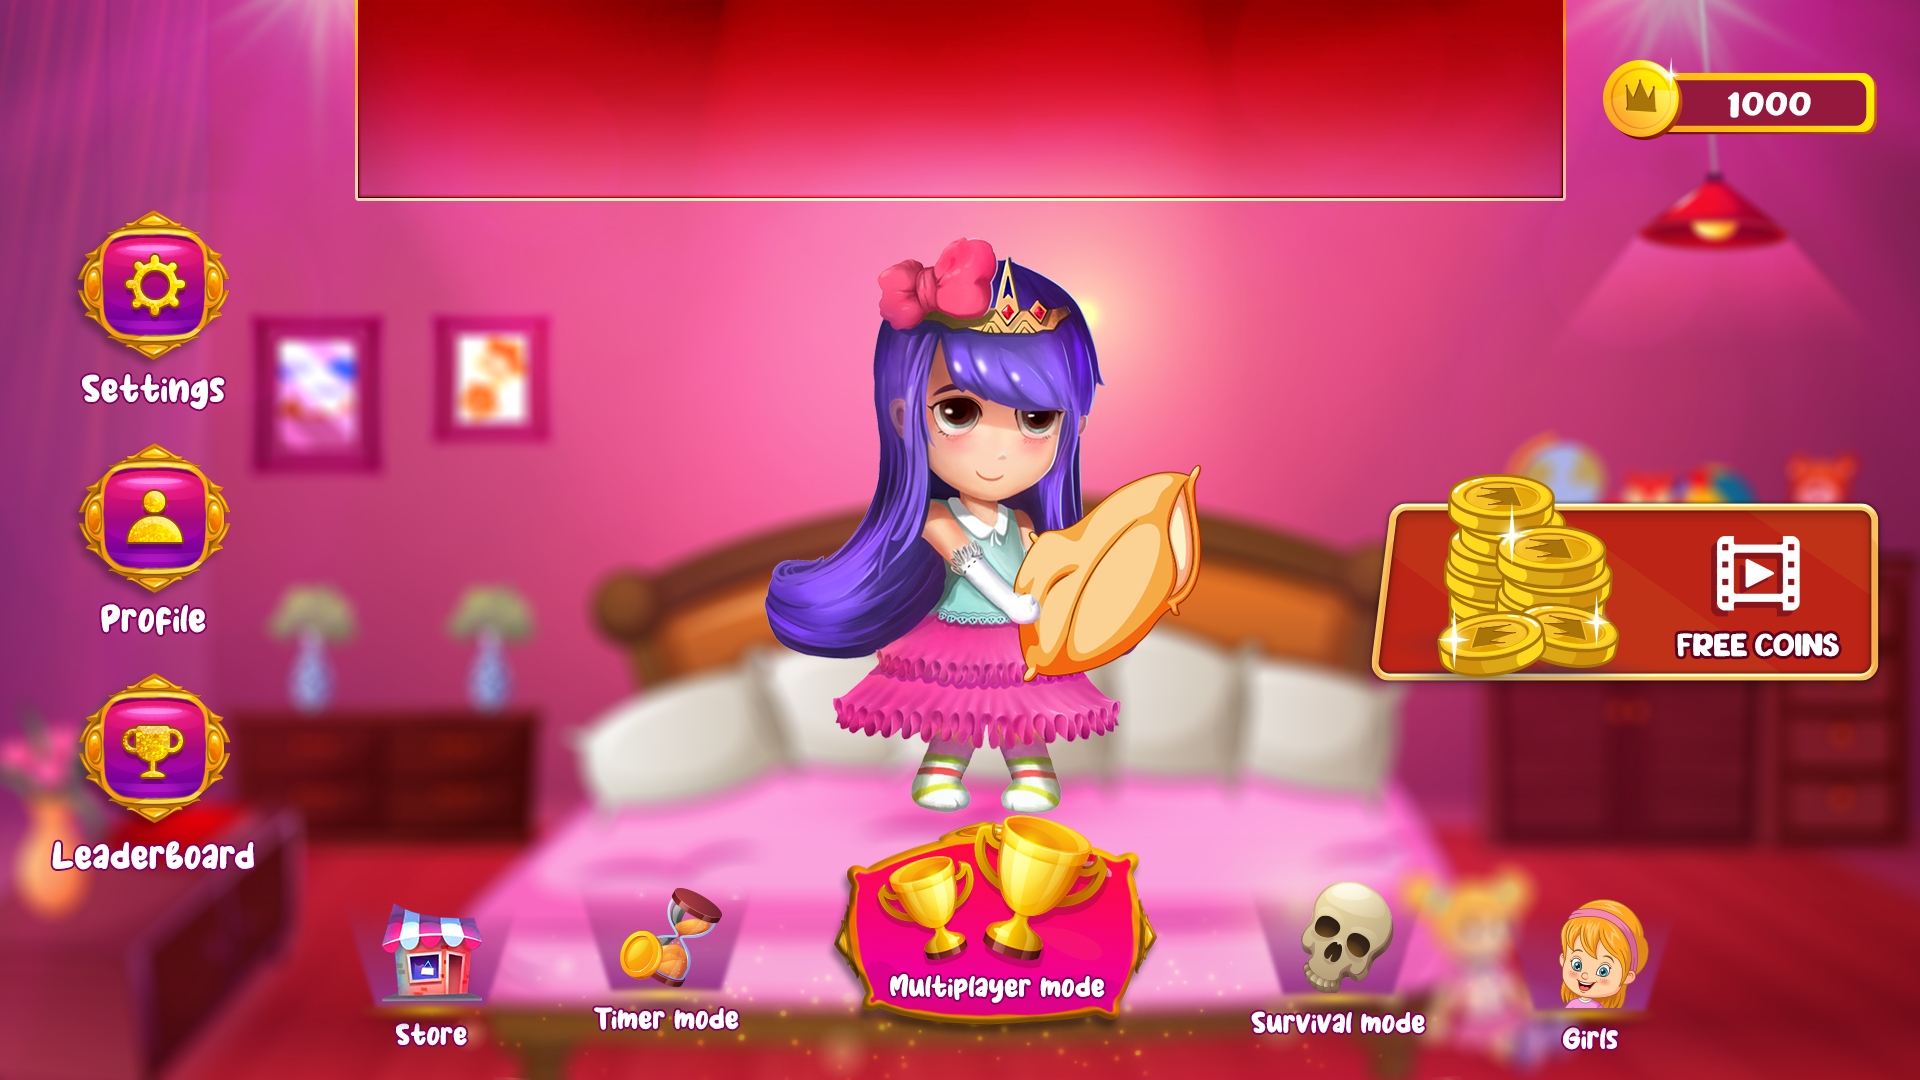 1000
Settings
Profile
FREE COINS
Leaderboard
Multiplayer mode
Timer mode
Survival mode
Store
Girls